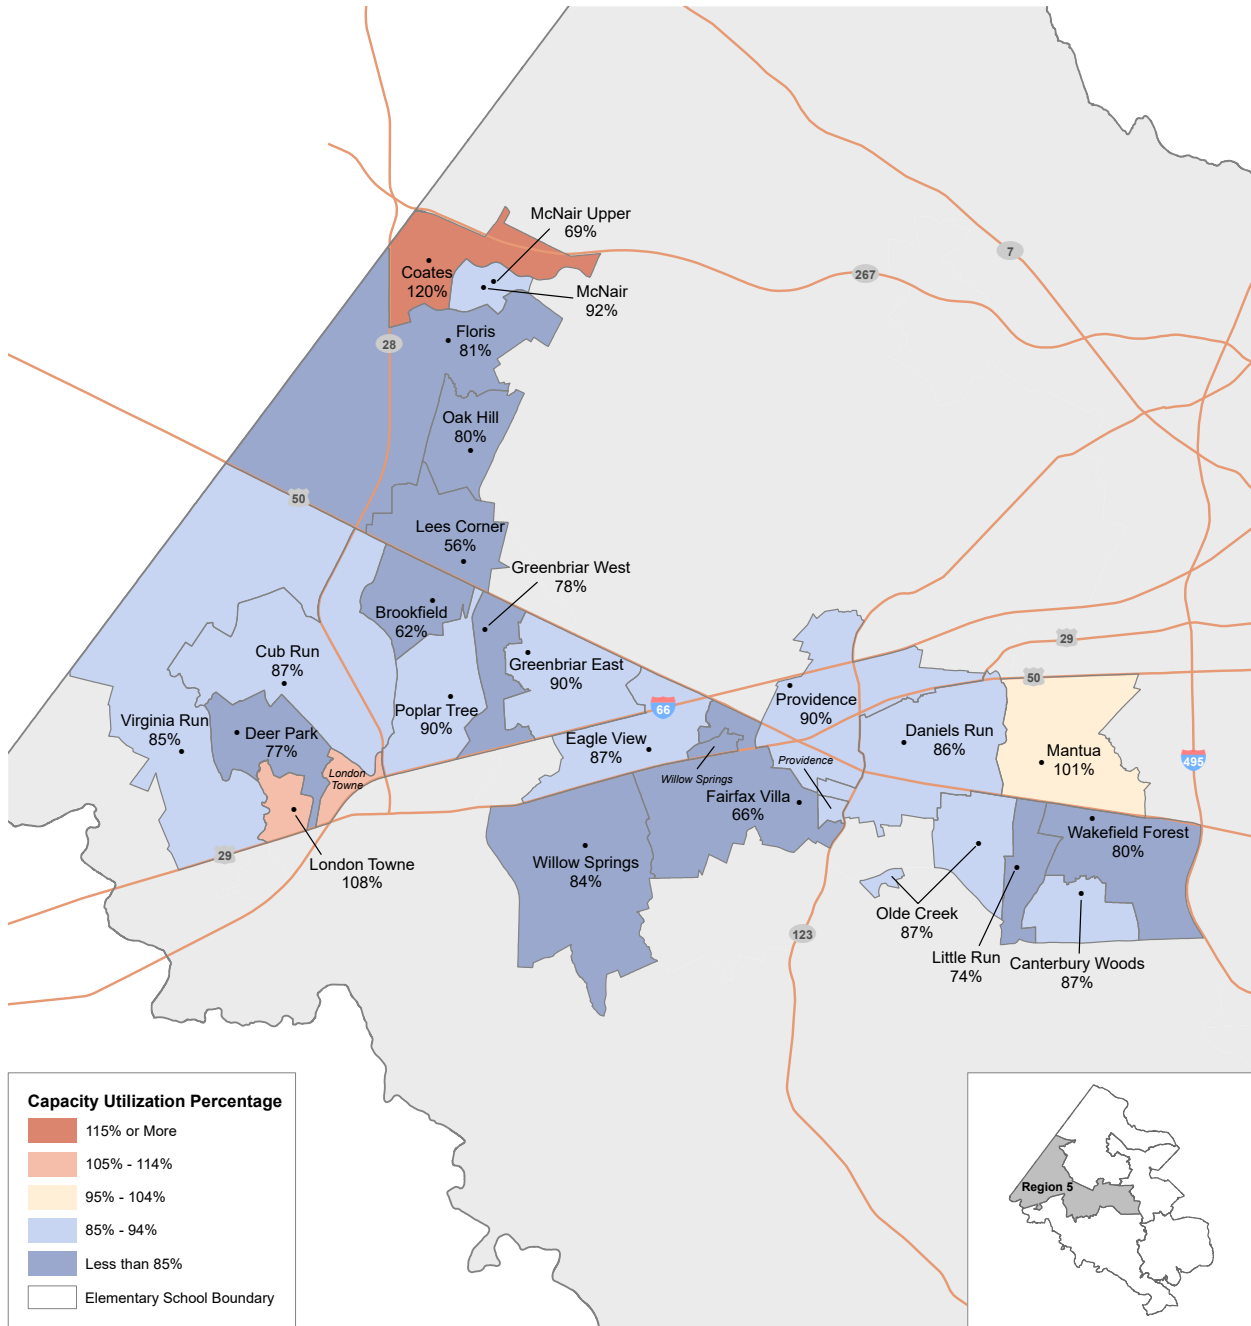 McNair Upper
69%
7
267
Coates
120%
McNair
92%
Floris
81%
28
Oak Hill
80%
50
Lees Corner
56%
Greenbriar West
78%
Brookfield
62%
29
Cub Run
87%
Greenbriar East
90%
50
Providence
90%
66
Poplar Tree
90%
Virginia Run
85%
Deer Park
77%
Eagle View
87%
Daniels Run
86%
Mantua
101%
495
London
Towne
Willow Springs
Providence
Fairfax Villa
66%
Wakefield Forest
80%
29
London Towne
108%
Willow Springs
84%
Olde Creek
87%
123
Little Run
74%
Canterbury Woods
87%
Capacity Utilization Percentage
115% or More
105% - 114%
95% - 104%
85% - 94%
Less than 85%
Elementary School Boundary
Region 5